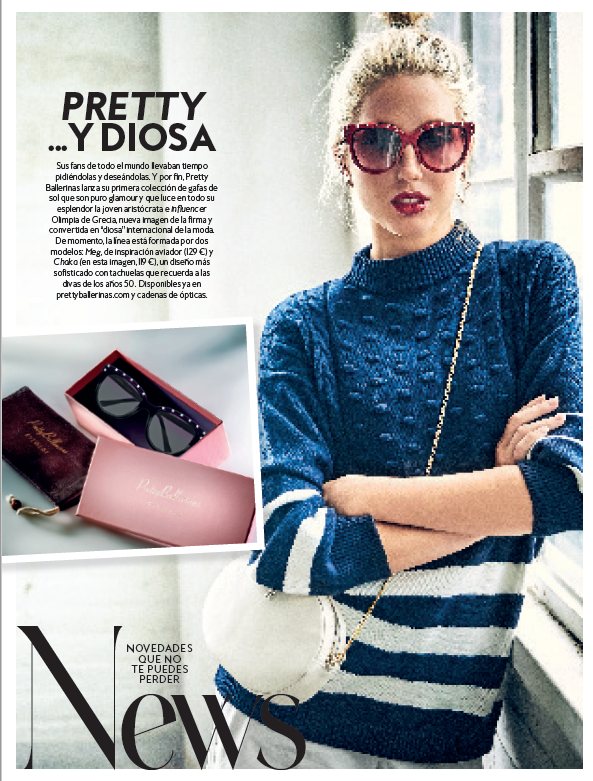 PRETTY
...Y DIOSA
Sus fans de todo el mundo llevaban tiempo
pidiéndolas y deseándolas. Y por fin, Pretty
Ballerinas lanza su primera colección de gafas de
sol que son puro glamour y que luce en todo su
esplendor la joven aristócrata e influencer
Olimpia de Grecia, nueva imagen de la firma y
convertida en "diosa" internacional de la moda.
De momento, la línea está formada por dos
modelos: Meg, de inspiración aviador (129 €) y
Chaka (en esta imagen, 119 €), un diseño más
sofisticado con tachuelas que recuerda a las
divas de los años 50. Disponibles ya en
prettyballerinas.com y cadenas de ópticas.
PrettyBallerinas
PrettyBallerinas
NOVEDADES
QUE NO
TE PUEDES
PERDER
News